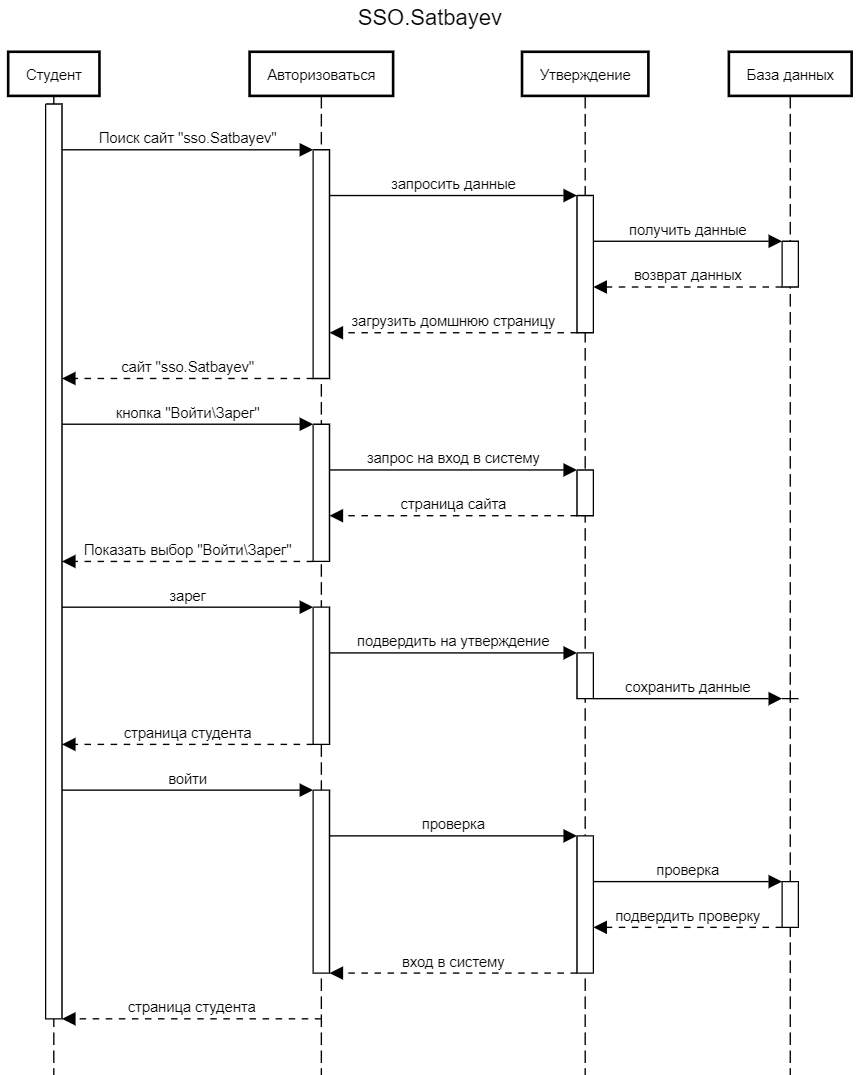 SSO.Satbayev
Студент
Авторизоваться
Утверждение
База данных
Поиск сайт "sso.Satbayev"
запросить данные
получить данные
возврат данных
загрузить домшнюю страницу
сайт "sso.Satbayev"
кнопка "Войти\Зарег"
запрос на вход в систему
страница сайта
Показать выбор "Войти\Зарег"
зарег
подвердить на утверждение
сохранить данные
страница студента
войти
проверка
проверка
подвердить проверку
вход в систему
страница студента